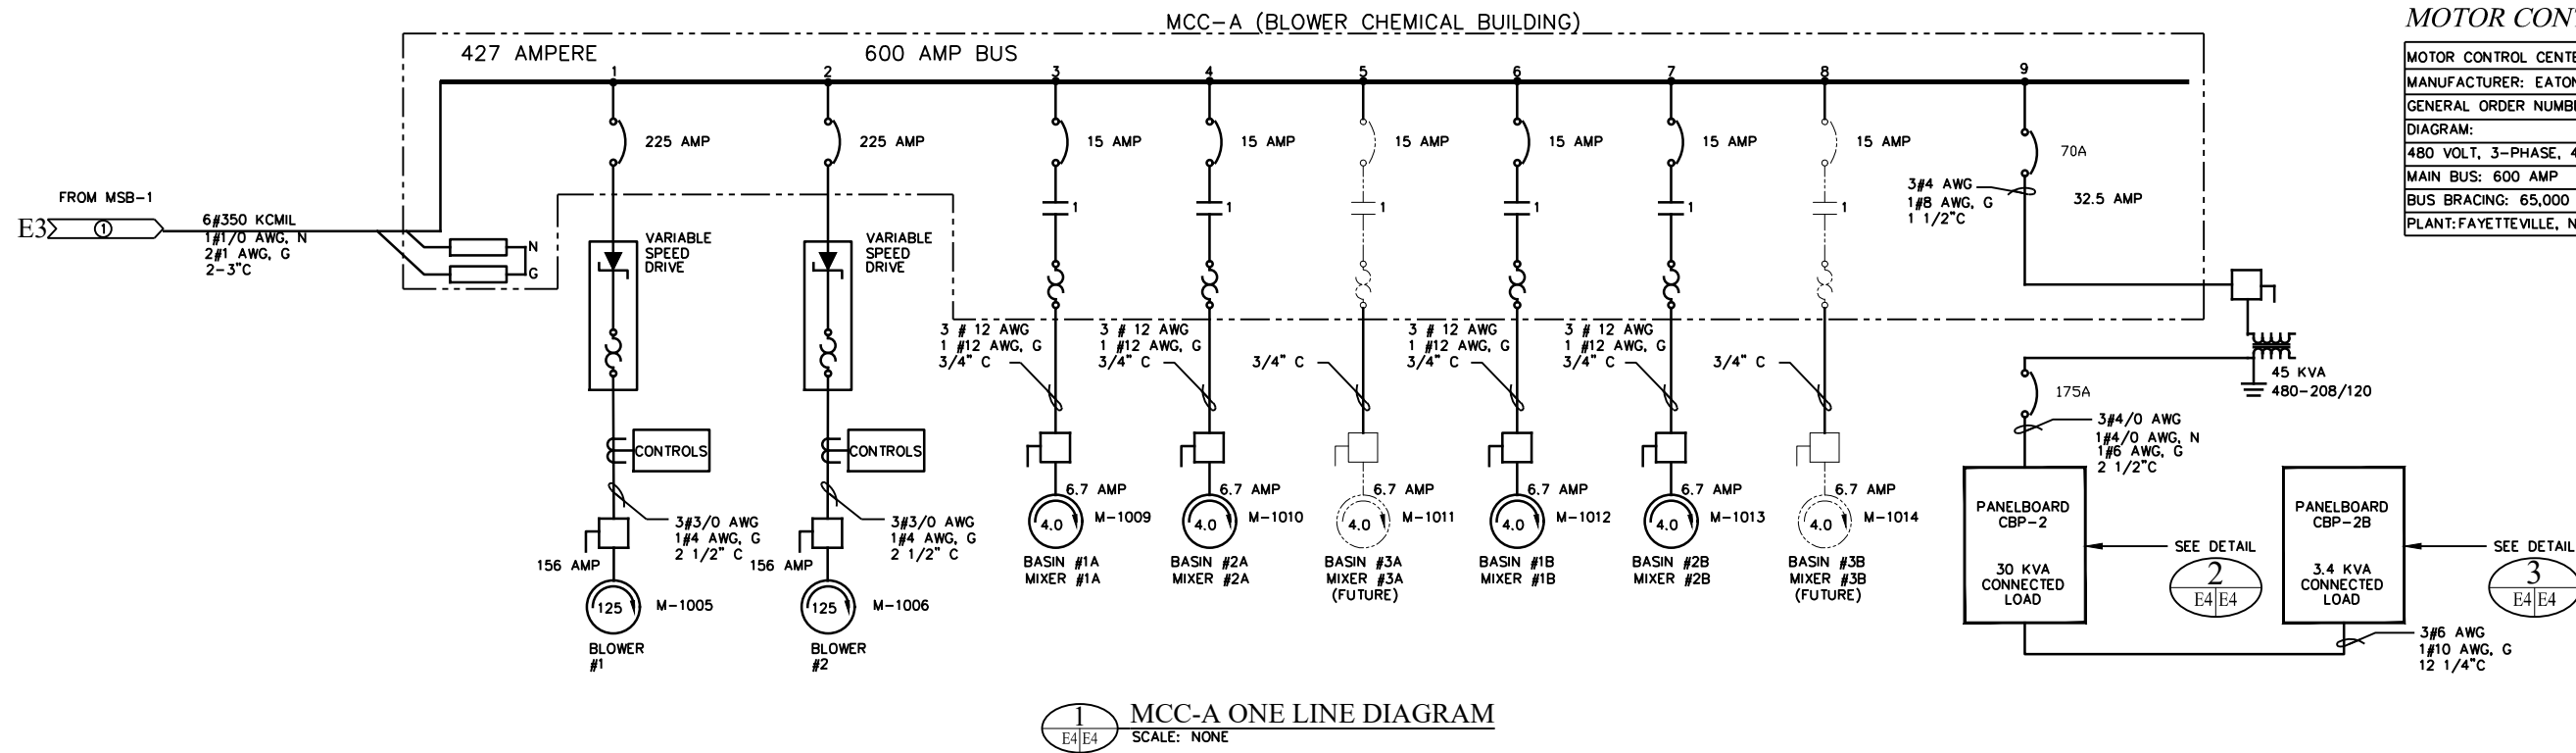 MCC-A (BLOWER CHEMICAL BUILDING)
427 AMPERE
600 AMP BUS
1
2
3
4
5
6
7
8
9
225 AMP
225 AMP
15 AMP
15 AMP
15 AMP
15 AMP
15 AMP
15 AMP
70A
3#4 AWG
1#8 AWG, G
1 1/2"C
32.5 AMP
1
1
1
1
1
1
FROM MSB-1
E3
1
6#350 KCMIL
1#1/0 AWG, N
2#1 AWG, G
2-3"C
N
G
VARIABLE
SPEED
DRIVE
VARIABLE
SPEED
DRIVE
3 # 12 AWG
1 #12 AWG, G
3/4" C
3 # 12 AWG
1 #12 AWG, G
3/4" C
3/4" C
3 # 12 AWG
1 #12 AWG, G
3/4" C
3 # 12 AWG
1 #12 AWG, G
3/4" C
3/4" C
45 KVA
480-208/120
175A
3#4/0 AWG
1#4/0 AWG, N
1#6 AWG, G
2 1/2"C
CONTROLS
CONTROLS
3#3/0 AWG
1#4 AWG, G
2 1/2" C
3#3/0 AWG
1#4 AWG, G
2 1/2" C
156 AMP
156 AMP
125
M-1005
BLOWER
#1
125
M-1006
BLOWER
#2
6.7 AMP
4.0
M-1009
BASIN #1A
MIXER #1A
6.7 AMP
4.0
M-1010
BASIN #2A
MIXER #2A
6.7 AMP
4.0
M-1011
BASIN #3A
MIXER #3A
(FUTURE)
6.7 AMP
4.0
M-1012
BASIN #1B
MIXER #1B
6.7 AMP
4.0
M-1013
BASIN #2B
MIXER #2B
6.7 AMP
4.0
M-1014
BASIN #3B
MIXER #3B
(FUTURE)
PANELBOARD
CBP-2
30 KVA
CONNECTED
LOAD
SEE DETAIL
2
E4 E4
PANELBOARD
CBP-2B
3.4 KVA
CONNECTED
LOAD
SEE DETAIL
3
E4 E4
3#6 AWG
1#10 AWG, G
12 1/4"C
MOTOR CONT
MOTOR CONTROL CENTE
MANUFACTURER: EATON
GENERAL ORDER NUMBE
DIAGRAM:
480 VOLT, 3-PHASE, 4
MAIN BUS: 600 AMP
BUS BRACING: 65,000
PLANT:FAYETTEVILLE, N
1
E4 E4
MCC-A ONE LINE DIAGRAM
SCALE: NONE